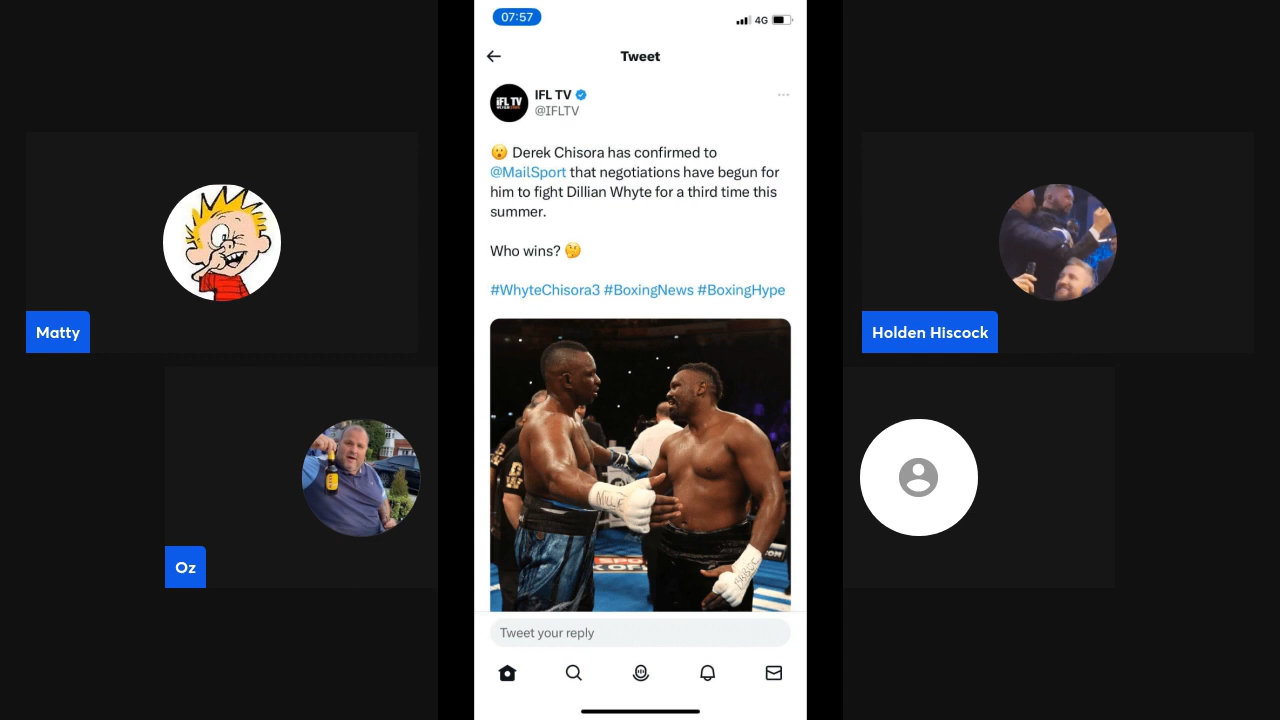 07:57
4G
Tweet
iFL TV
IFL TV
@IFLTV
😮 Derek Chisora has confirmed to
@MailSport that negotiations have begun for
him to fight Dillian Whyte for a third time this
summer.
Who wins? 🤔
#WhyteChisora3 #BoxingNews #BoxingHype
Tweet your reply
Matty
Holden Hiscock
Oz